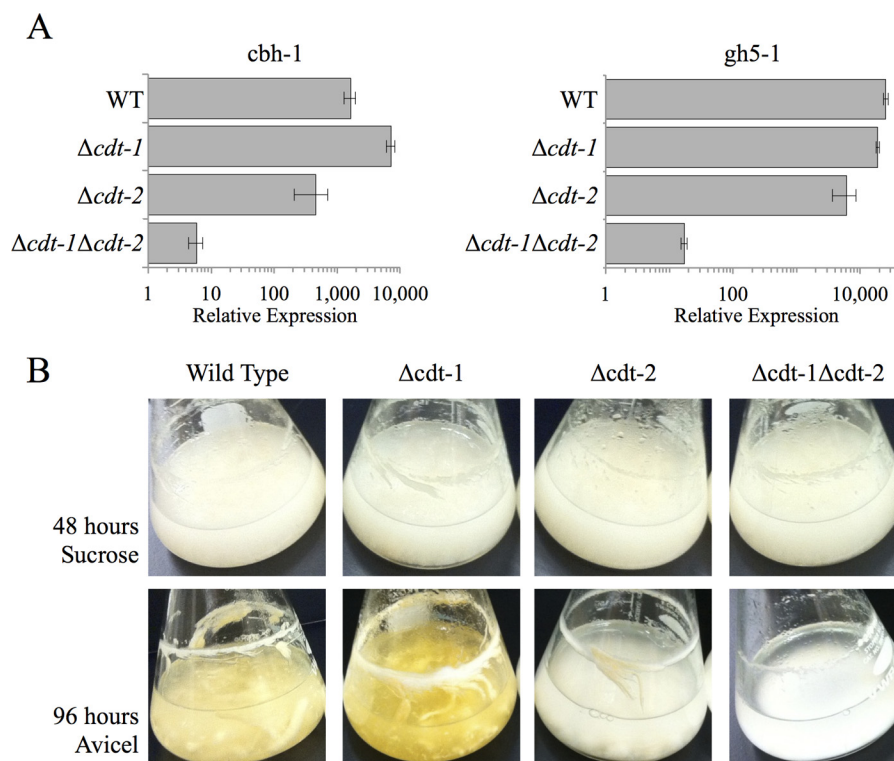 A
cbh-1
WT
Δcdt-1
Δcdt-2
Δcdt-1Δcdt-2
1 10 100 1,000 10,000
Relative Expression
gh5-1
WT
Δcdt-1
Δcdt-2
Δcdt-1Δcdt-2
1 100 10,000
Relative Expression
B
Wild Type Δcdt-1 Δcdt-2 Δcdt-1Δcdt-2
48 hours
Sucrose
96 hours
Avicel